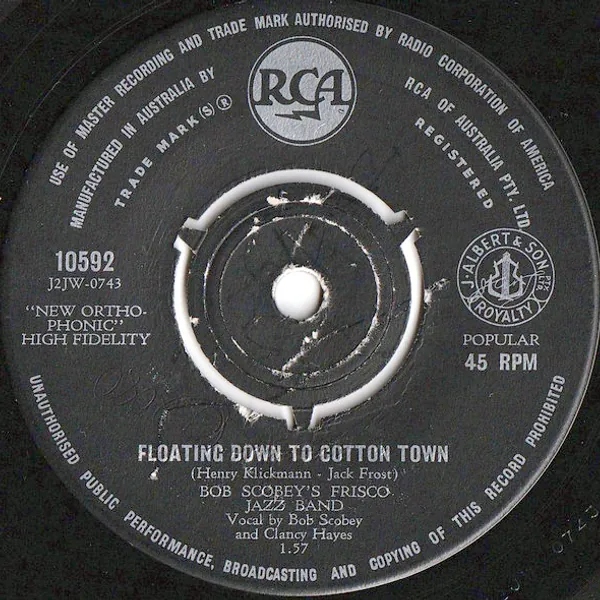 USE OF MASTER RECORDING AND TRADE MARK AUTHORISED BY RADIO CORPORATION OF AMERICA
MANUFACTURED IN AUSTRALIA BY
RCA OF AUSTRALIA PTY. LTD
TRADE MARK(S)®
REGISTERED
RCA
10592
J2JW-0743
"NEW ORTHO-
PHONIC"
HIGH FIDELITY
J. ALBERT & SON PTY LTD
ROYALTY
POPULAR
45 RPM
FLOATING DOWN TO COTTON TOWN
(Henry Klickmann - Jack Frost)
BOB SCOBEY'S FRISCO
JAZZ BAND
Vocal by Bob Scobey
and Clancy Hayes
1.57
UNAUTHORISED PUBLIC PERFORMANCE, BROADCASTING AND COPYING OF THIS RECORD PROHIBITED